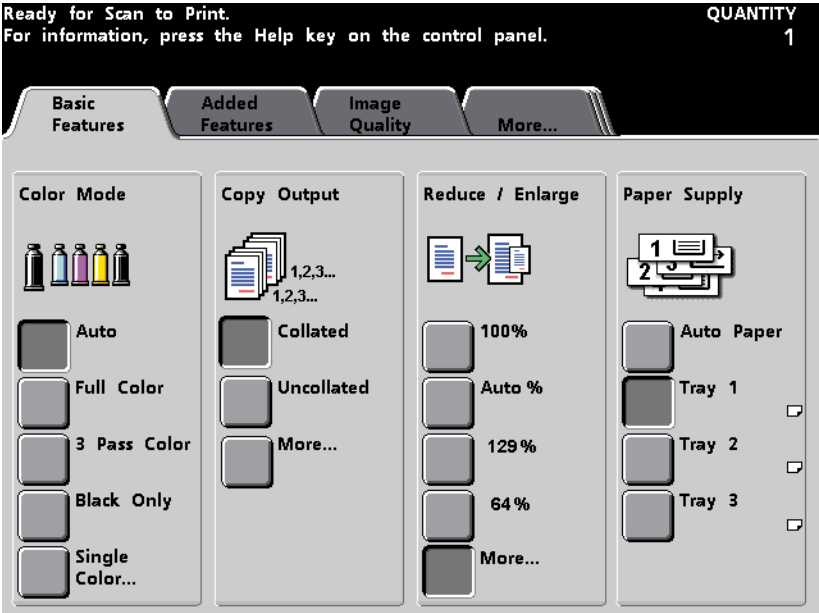 Ready for Scan to Print.
For information, press the Help key on the control panel.
QUANTITY
1
Basic
Features
Added
Features
Image
Quality
More...
Color Mode
Auto
Full Color
3 Pass Color
Black Only
Single
Color...
Copy Output
1,2,3...
1,2,3...
Collated
Uncollated
More...
Reduce / Enlarge
100%
Auto %
129%
64%
More...
Paper Supply
1
2
3
Auto Paper
Tray 1
Tray 2
Tray 3